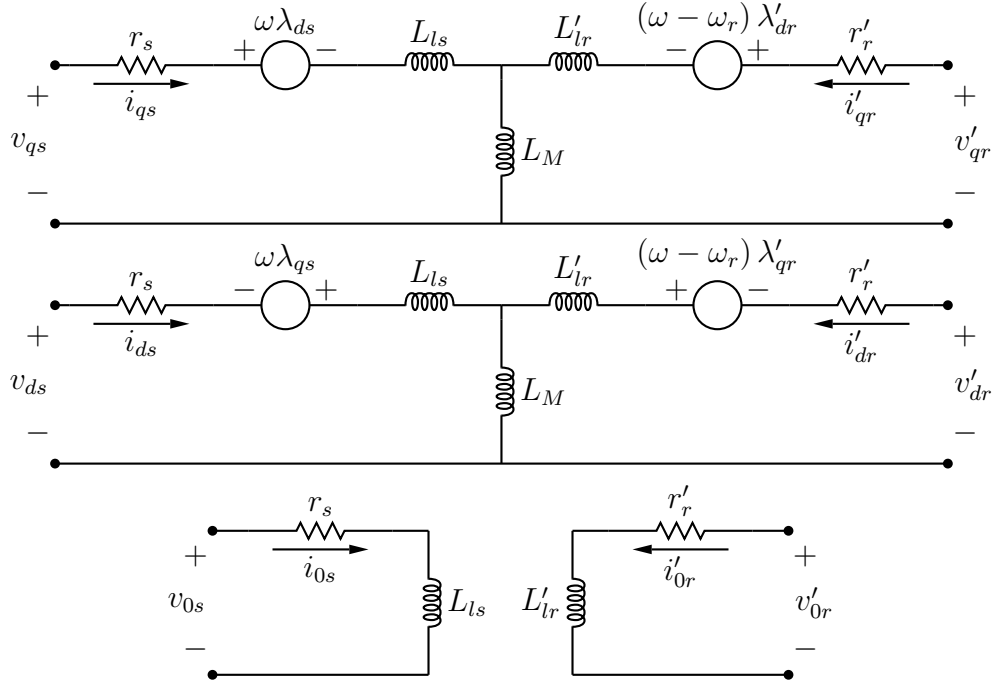 ωλ_ds (ω − ω_r) λ′_dr
r_s + − L_ls L′_lr − + r′_r
i_qs i′_qr
+ +
v_qs L_M v′_qr
− −
ωλ_qs (ω − ω_r) λ′_qr
r_s − + L_ls L′_lr + − r′_r
i_ds i′_dr
+ +
v_ds L_M v′_dr
− −
r_s r′_r
+ i_0s i′_0r +
v_0s L_ls L′_lr v′_0r
− −